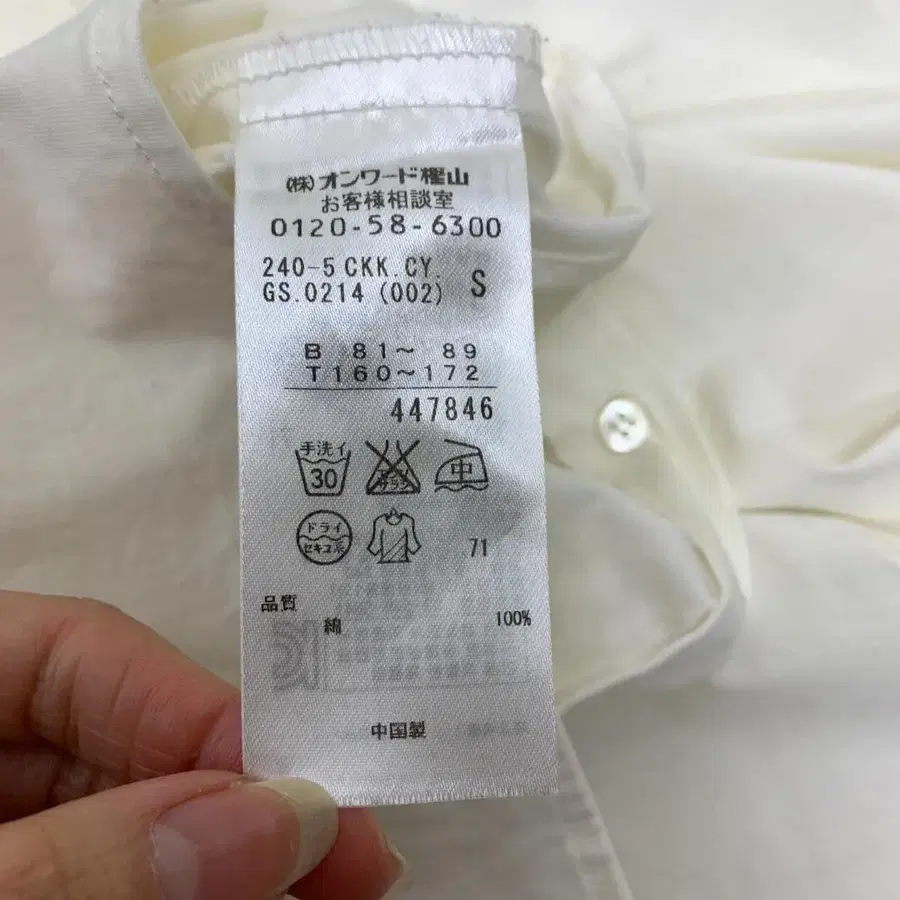 (株)オンワード樫山
お客様相談室
0120-58-6300
240-5 CKK.CY.
GS.0214 (002) S
B 81～ 89
T160～172
447846
手洗イ
30
中
ドライ
セキユ系
71
品質
綿 100%
中国製